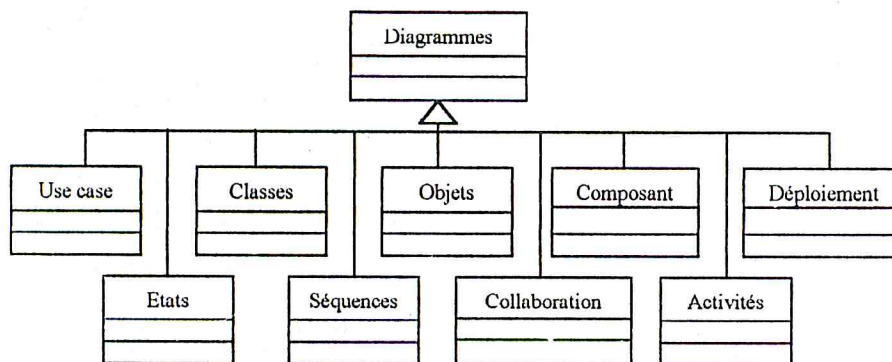 Diagrammes
Use case
Classes
Objets
Composant
Déploiement
Etats
Séquences
Collaboration
Activités